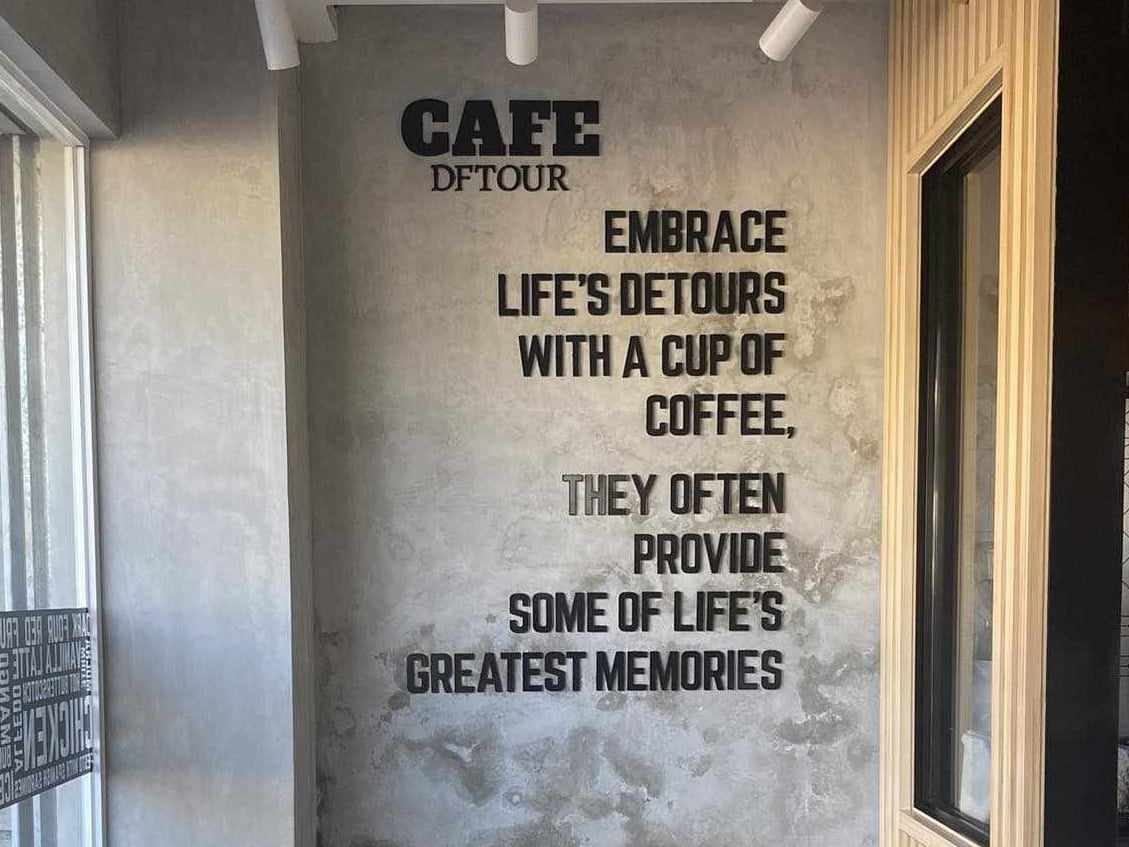 CAFE
DFTOUR
EMBRACE
LIFE'S DETOURS
WITH A CUP OF
COFFEE,
THEY OFTEN
PROVIDE
SOME OF LIFE'S
GREATEST MEMORIES
VANILLA LATTE
CHICKEN